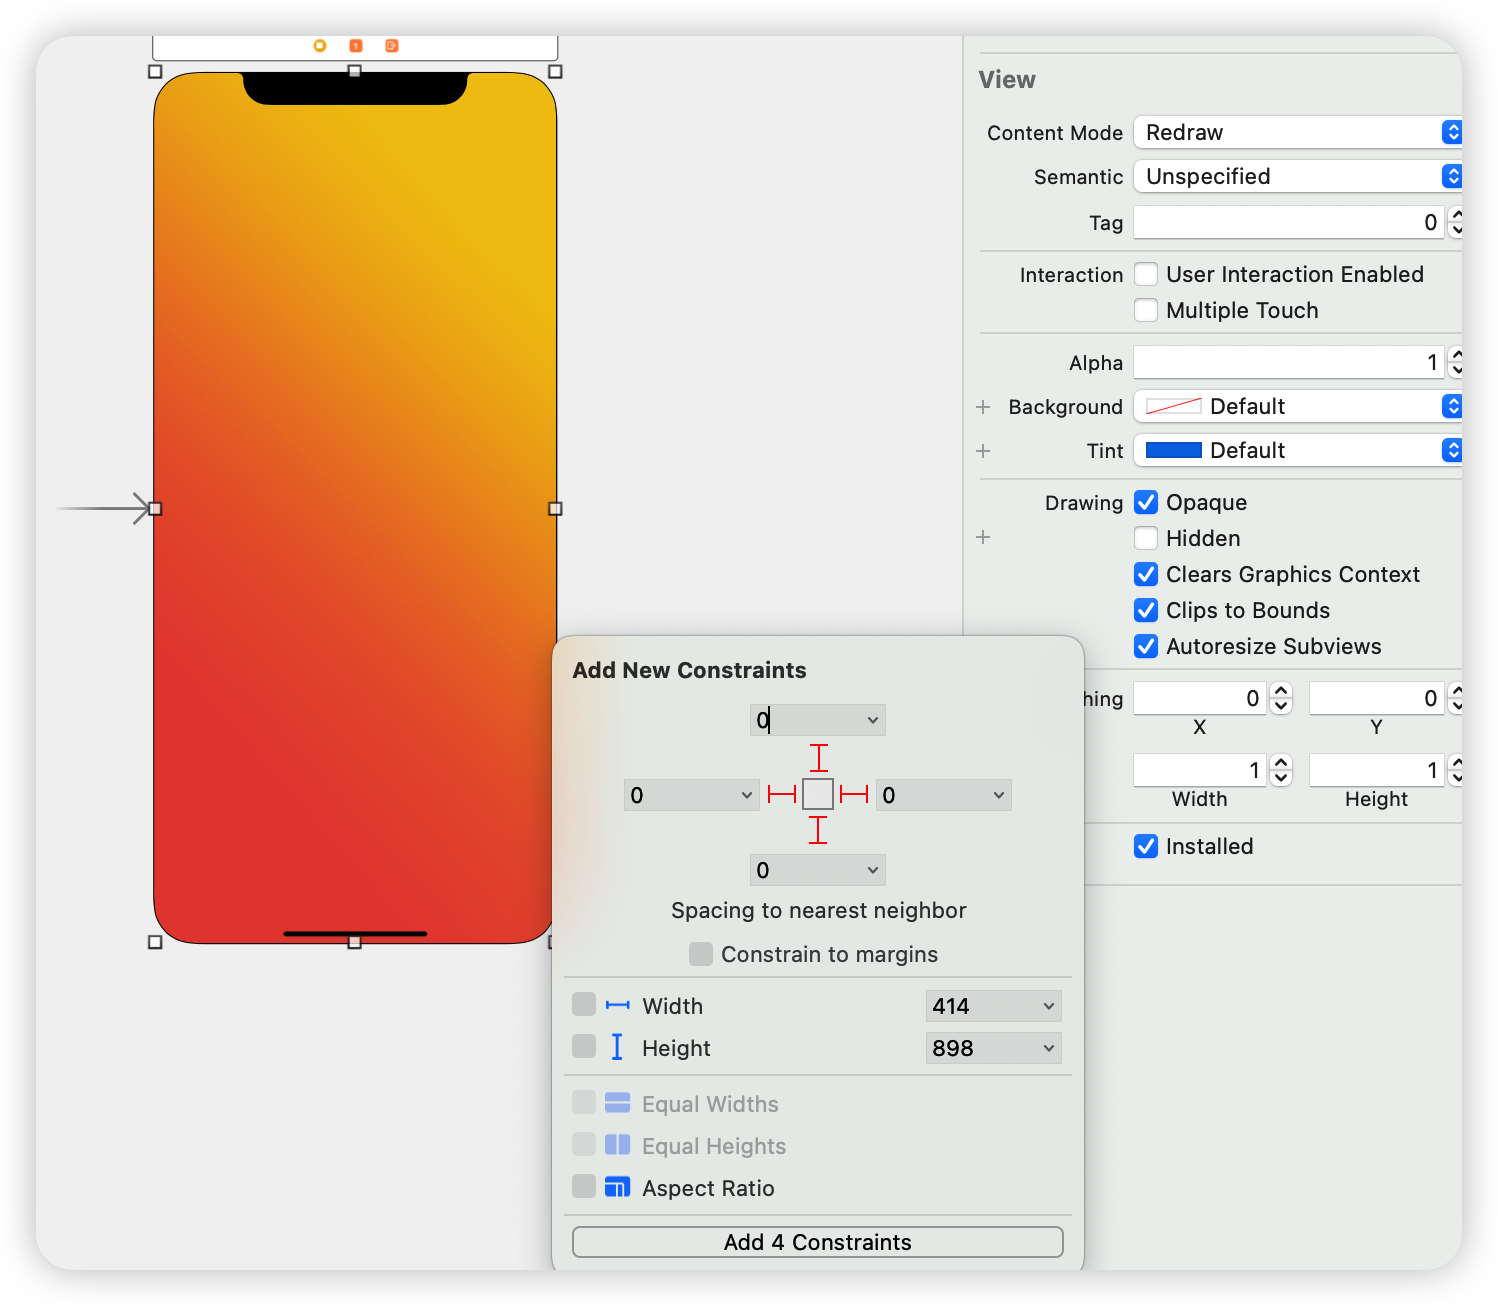 View
Content Mode Redraw
Semantic Unspecified
Tag 0
Interaction User Interaction Enabled
Multiple Touch
Alpha 1
+ Background Default
+ Tint Default
Drawing Opaque
+ Hidden
Clears Graphics Context
Clips to Bounds
Autoresize Subviews
hing 0 0
X Y
1 1
Width Height
Installed
Add New Constraints
0
0 0
0
Spacing to nearest neighbor
Constrain to margins
Width 414
Height 898
Equal Widths
Equal Heights
Aspect Ratio
Add 4 Constraints